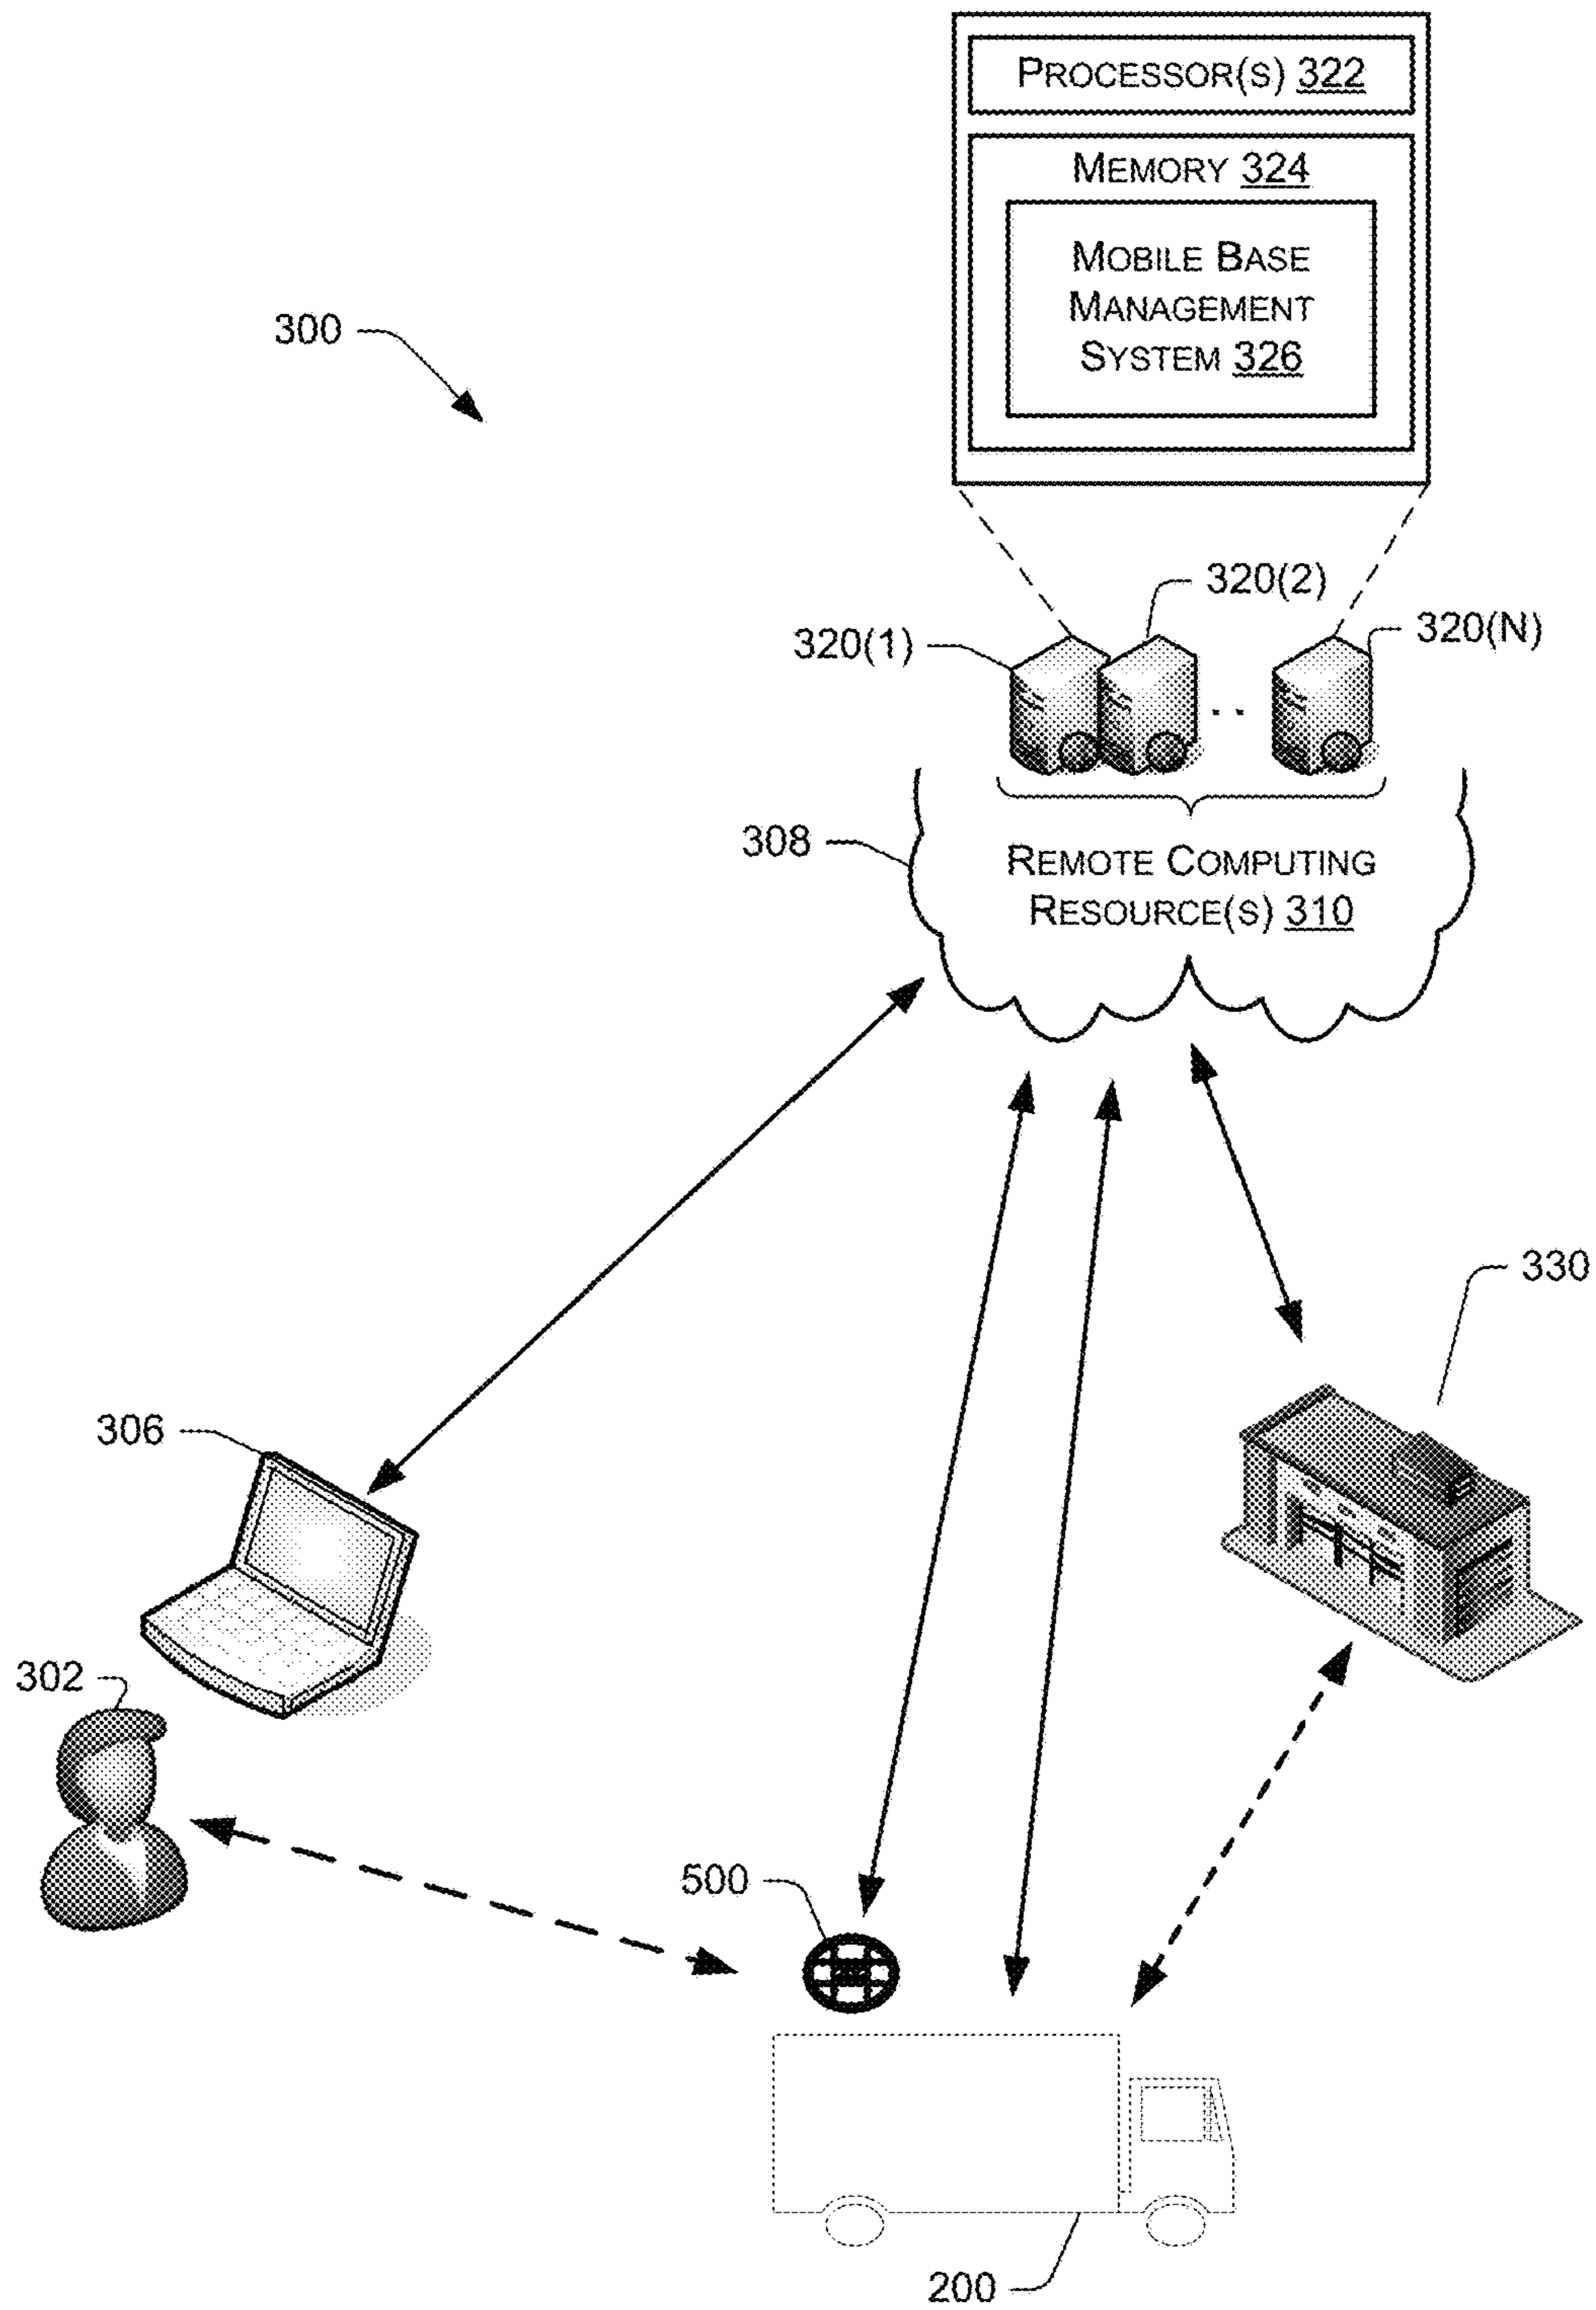 PROCESSOR(S) 322
MEMORY 324
MOBILE BASE
MANAGEMENT
SYSTEM 326
300
320(2)
320(1)
320(N)
308
REMOTE COMPUTING
RESOURCE(S) 310
330
306
302
500
200